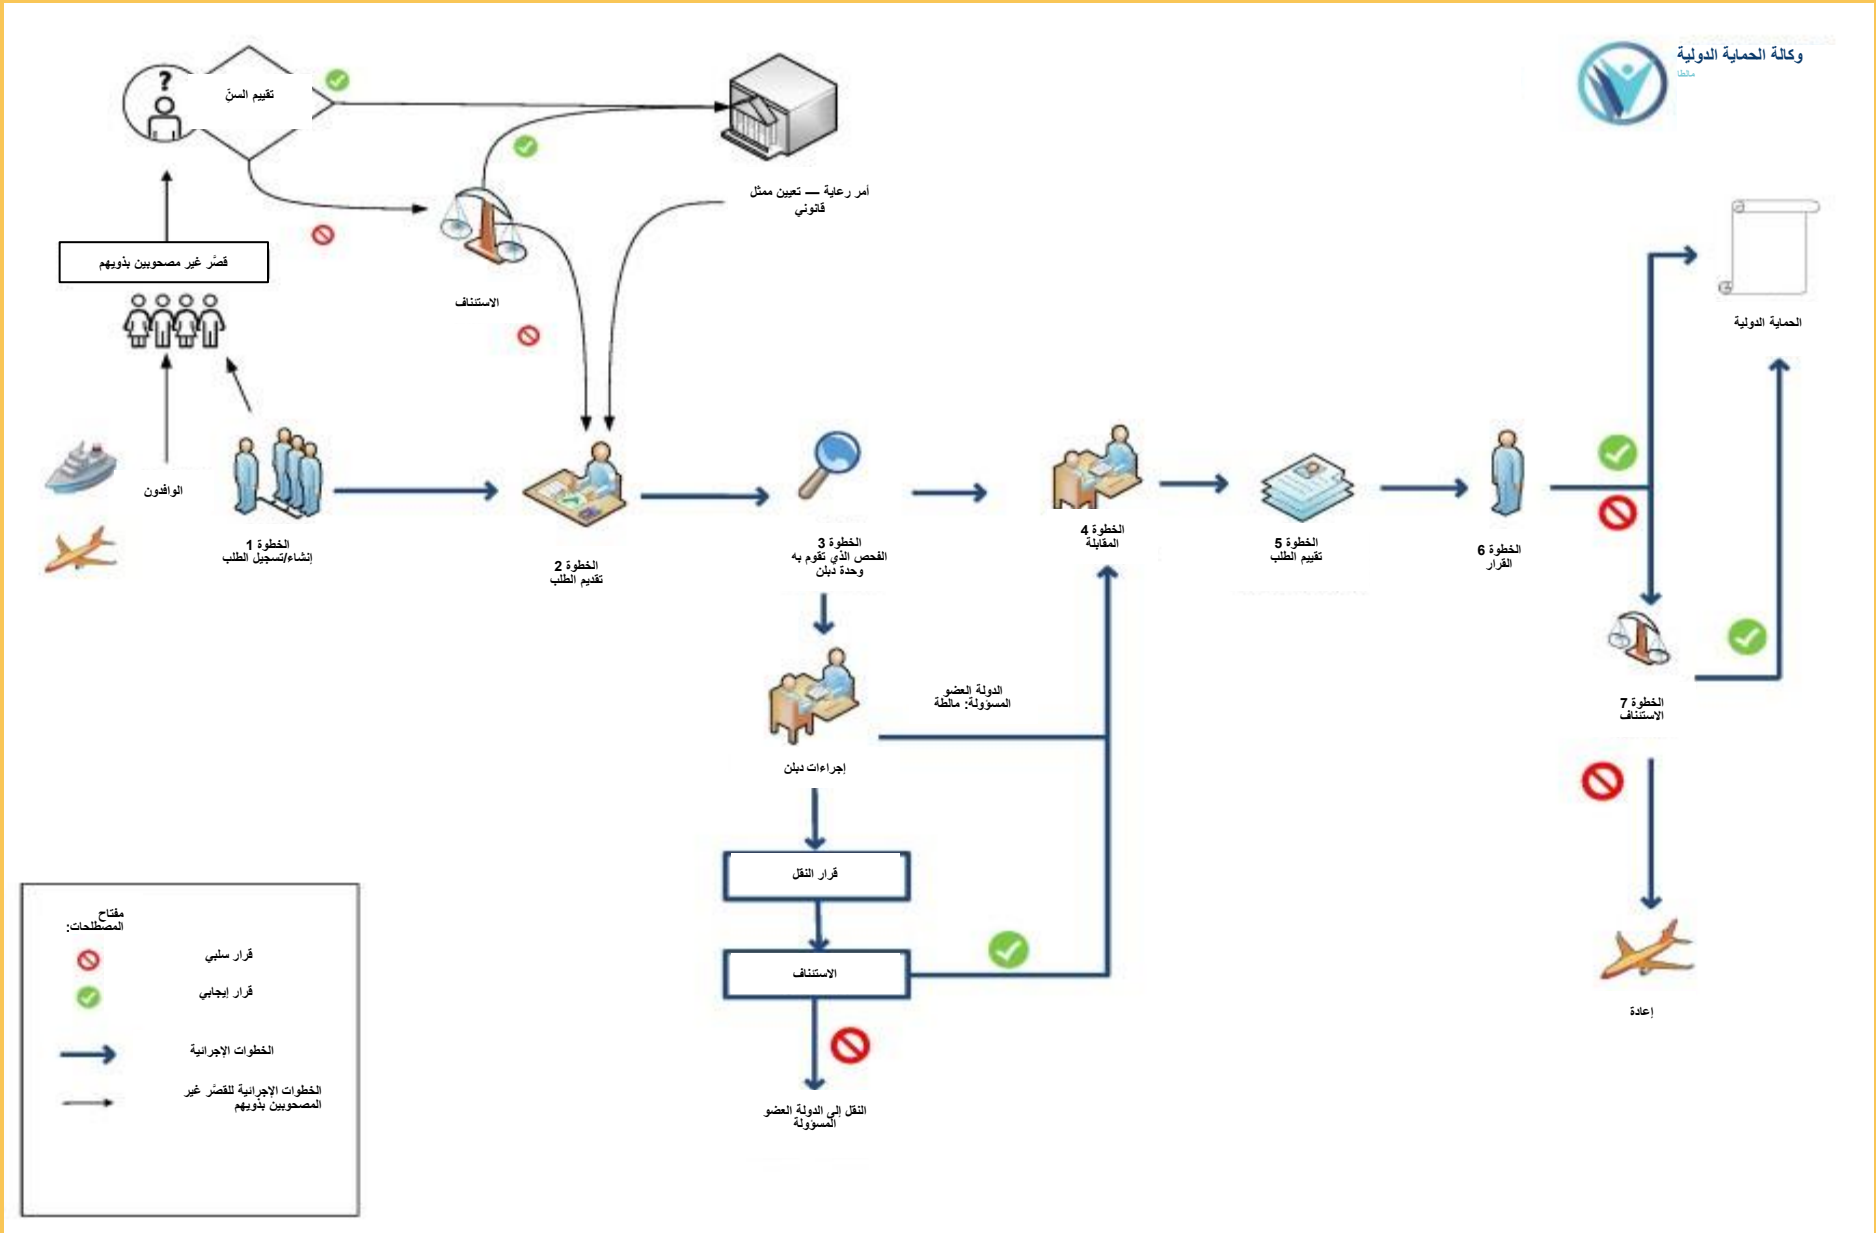 وكالة الحماية الدولية
مالطا
?
تقييم السنّ
أمر رعاية — تعيين ممثل
قانوني
قصَّر غير مصحوبين بذويهم
الاستئناف
الحماية الدولية
الوافدون
الخطوة 1
إنشاء/تسجيل الطلب
الخطوة 2
تقديم الطلب
الخطوة 3
الفحص الذي تقوم به
وحدة دبلن
الخطوة 4
المقابلة
الخطوة 5
تقييم الطلب
الخطوة 6
القرار
الدولة العضو
المسؤولة: مالطة
الخطوة 7
الاستئناف
إجراءات دبلن
قرار النقل
الاستئناف
إعادة
النقل إلى الدولة العضو
المسؤولة
مفتاح
المصطلحات:
قرار سلبي
قرار إيجابي
الخطوات الإجرائية
الخطوات الإجرائية للقصَّر غير
المصحوبين بذويهم